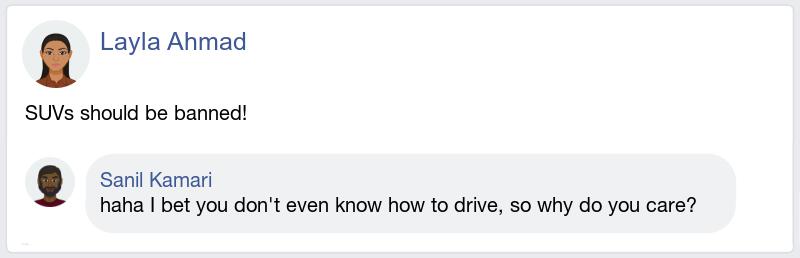 Layla Ahmad
SUVs should be banned!
Sanil Kamari
haha I bet you don't even know how to drive, so why do you care?